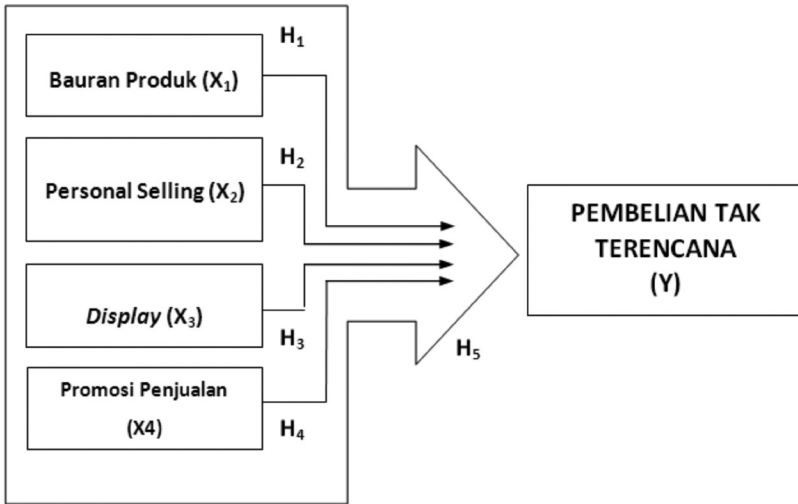 H₁
Bauran Produk (X₁)
H₂
Personal Selling (X₂)
Display (X₃)
H₃
Promosi Penjualan
(X4)
H₄
H₅
PEMBELIAN TAK
TERENCANA
(Y)